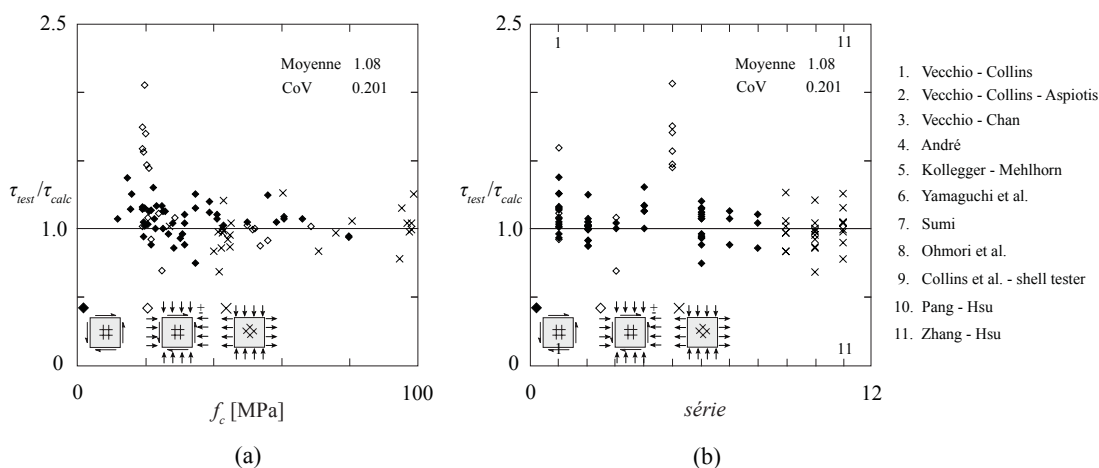 2.5
Moyenne 1.08
CoV 0.201
τtest/τcalc
1.0
0
0
100
fc [MPa]
(a)
2.5
1
11
Moyenne 1.08
CoV 0.201
τtest/τcalc
1.0
±
±
0
1
11
0
12
série
(b)
1. Vecchio - Collins
2. Vecchio - Collins - Aspiotis
3. Vecchio - Chan
4. André
5. Kollegger - Mehlhorn
6. Yamaguchi et al.
7. Sumi
8. Ohmori et al.
9. Collins et al. - shell tester
10. Pang - Hsu
11. Zhang - Hsu